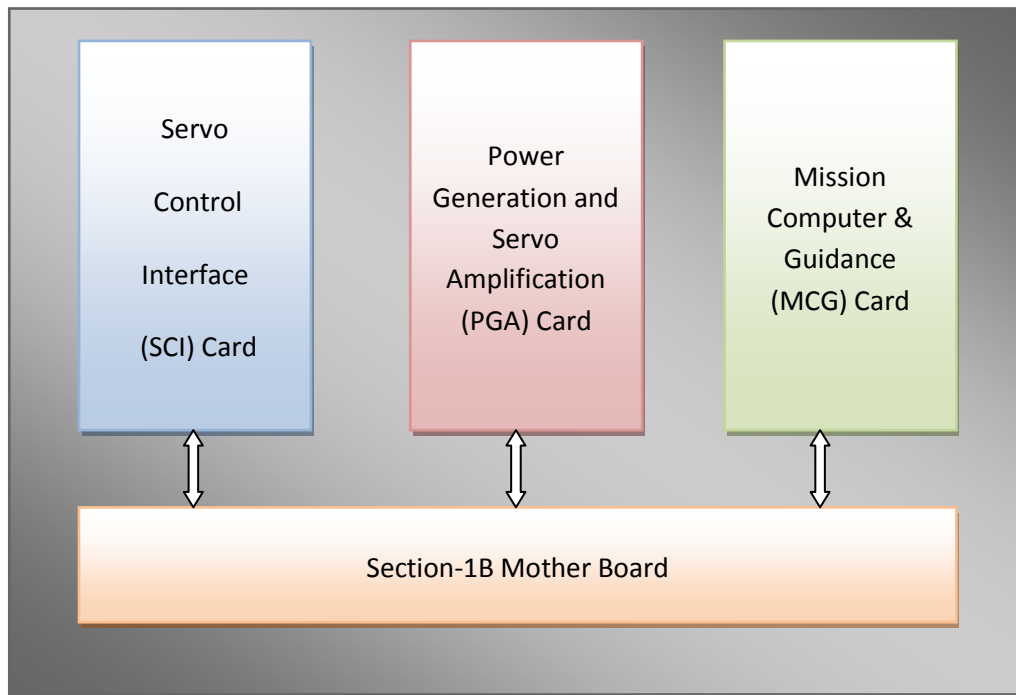 Servo
Control
Interface
(SCI) Card
Power
Generation and
Servo
Amplification
(PGA) Card
Mission
Computer &
Guidance
(MCG) Card
Section-1B Mother Board